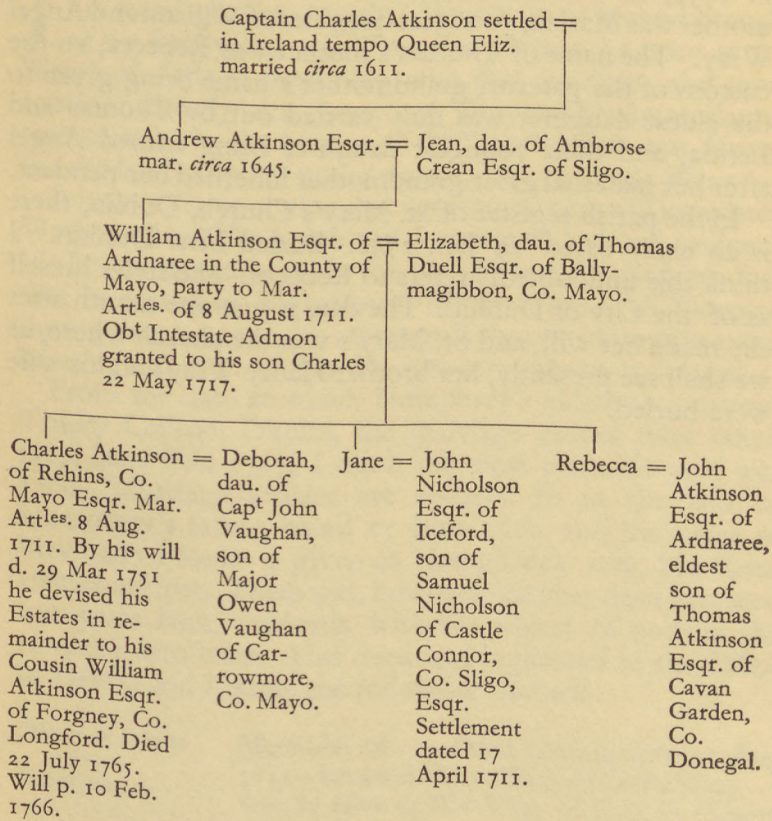 Captain Charles Atkinson settled =
in Ireland tempo Queen Eliz.
married circa 1611.
Andrew Atkinson Esqr. = Jean, dau. of Ambrose
mar. circa 1645. Crean Esqr. of Sligo.
William Atkinson Esqr. of = Elizabeth, dau. of Thomas
Ardnaree in the County of Duell Esqr. of Bally-
Mayo, party to Mar. magibbon, Co. Mayo.
Artles. of 8 August 1711.
Obt Intestate Admon
granted to his son Charles
22 May 1717.
Charles Atkinson =
of Rehins, Co.
Mayo Esqr. Mar.
Artles. 8 Aug.
1711. By his will
d. 29 Mar 1751
he devised his
Estates in re-
mainder to his
Cousin William
Atkinson Esqr.
of Forgney, Co.
Longford. Died
22 July 1765.
Will p. 10 Feb.
1766.
Deborah,
dau. of
Capt John
Vaughan,
son of
Major
Owen
Vaughan
of Car-
rowmore,
Co. Mayo.
Jane = John
Nicholson
Esqr. of
Iceford,
son of
Samuel
Nicholson
of Castle
Connor,
Co. Sligo,
Esqr.
Settlement
dated 17
April 1711.
Rebecca = John
Atkinson
Esqr. of
Ardnaree,
eldest
son of
Thomas
Atkinson
Esqr. of
Cavan
Garden,
Co.
Donegal.